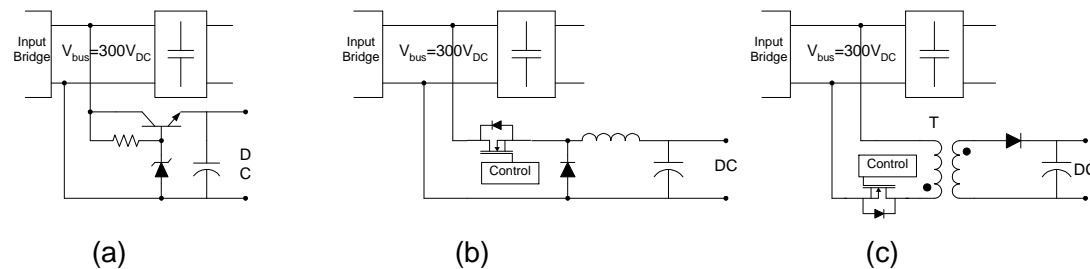 Input
Bridge
V_bus=300V_DC
D
C
(a)
Input
Bridge
V_bus=300V_DC
Control
DC
(b)
Input
Bridge
V_bus=300V_DC
T
Control
DC
(c)